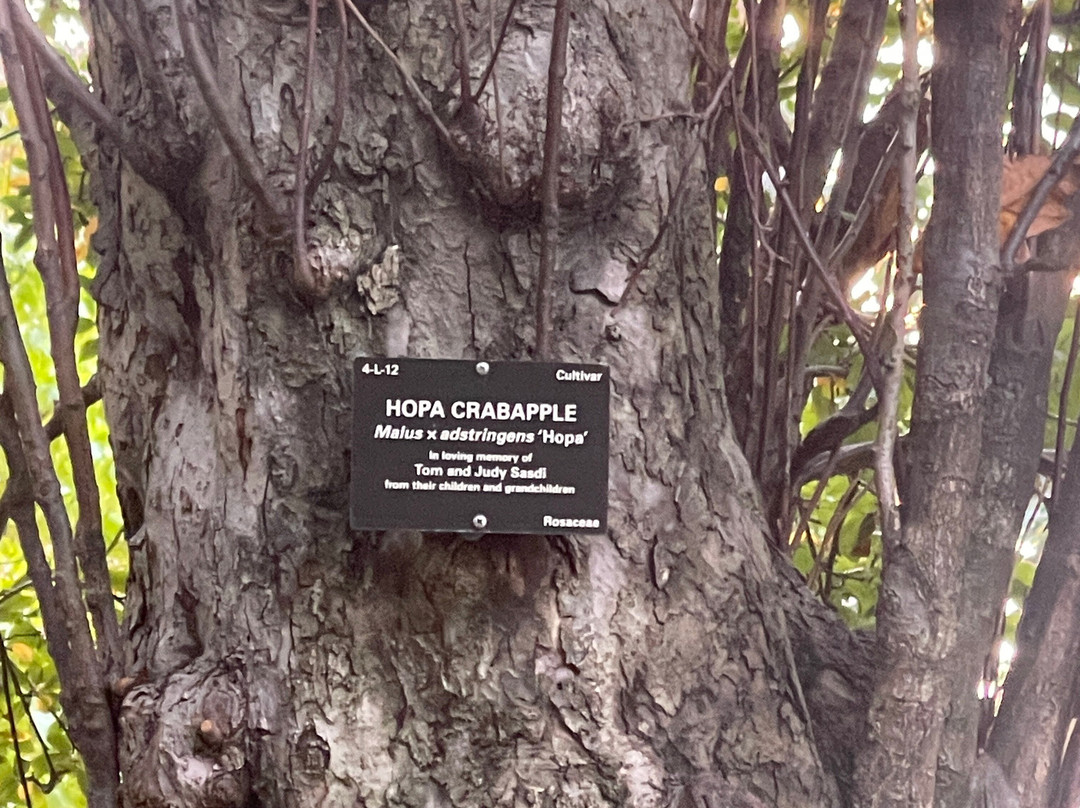 4-L-12 Cultivar
HOPA CRABAPPLE
Malus x adstringens 'Hopa'
In loving memory of
Tom and Judy Sasdi
from their children and grandchildren
Rosaceae